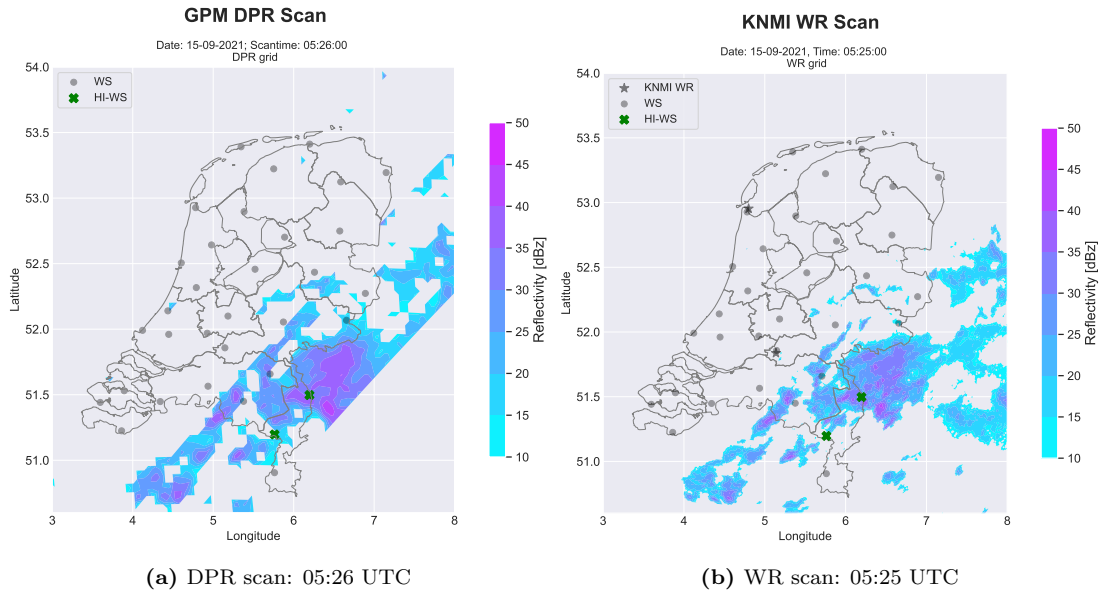 GPM DPR Scan
Date: 15-09-2021; Scantime: 05:26:00
DPR grid
WS
HI-WS
54.0
53.5
53.0
52.5
52.0
51.5
51.0
Latitude
3
4
5
6
7
8
Longitude
50
45
40
35
30
25
20
15
10
Reflectivity [dBz]
(a) DPR scan: 05:26 UTC
KNMI WR Scan
Date: 15-09-2021, Time: 05:25:00
WR grid
KNMI WR
WS
HI-WS
54.0
53.5
53.0
52.5
52.0
51.5
51.0
Latitude
3
4
5
6
7
8
Longitude
50
45
40
35
30
25
20
15
10
Reflectivity [dBz]
(b) WR scan: 05:25 UTC